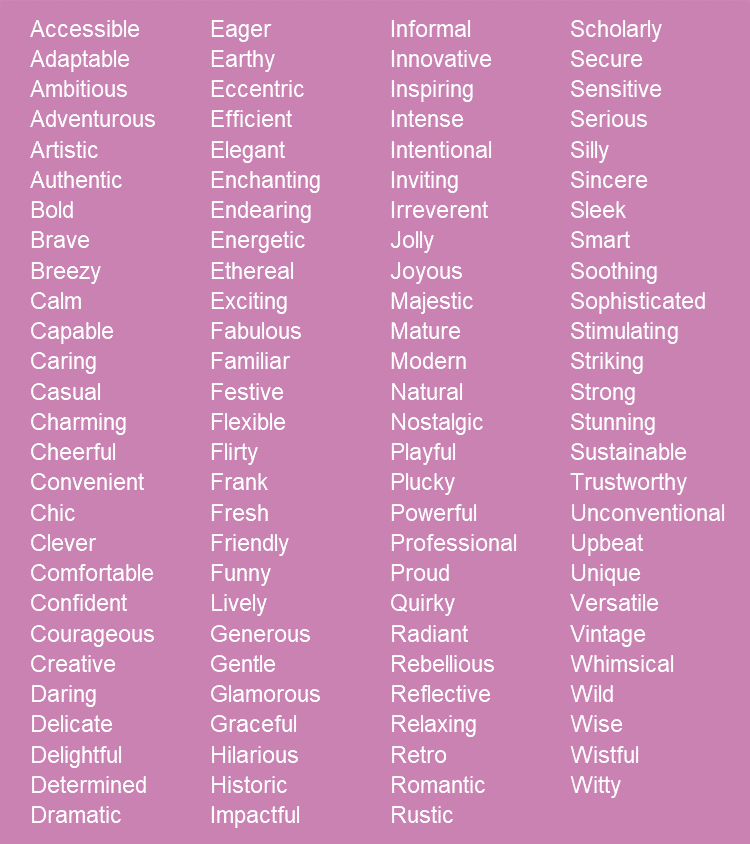 Accessible
Adaptable
Ambitious
Adventurous
Artistic
Authentic
Bold
Brave
Breezy
Calm
Capable
Caring
Casual
Charming
Cheerful
Convenient
Chic
Clever
Comfortable
Confident
Courageous
Creative
Daring
Delicate
Delightful
Determined
Dramatic
Eager
Earthy
Eccentric
Efficient
Elegant
Enchanting
Endearing
Energetic
Ethereal
Exciting
Fabulous
Familiar
Festive
Flexible
Flirty
Frank
Fresh
Friendly
Funny
Lively
Generous
Gentle
Glamorous
Graceful
Hilarious
Historic
Impactful
Informal
Innovative
Inspiring
Intense
Intentional
Inviting
Irreverent
Jolly
Joyous
Majestic
Mature
Modern
Natural
Nostalgic
Playful
Plucky
Powerful
Professional
Proud
Quirky
Radiant
Rebellious
Reflective
Relaxing
Retro
Romantic
Rustic
Scholarly
Secure
Sensitive
Serious
Silly
Sincere
Sleek
Smart
Soothing
Sophisticated
Stimulating
Striking
Strong
Stunning
Sustainable
Trustworthy
Unconventional
Upbeat
Unique
Versatile
Vintage
Whimsical
Wild
Wise
Wistful
Witty